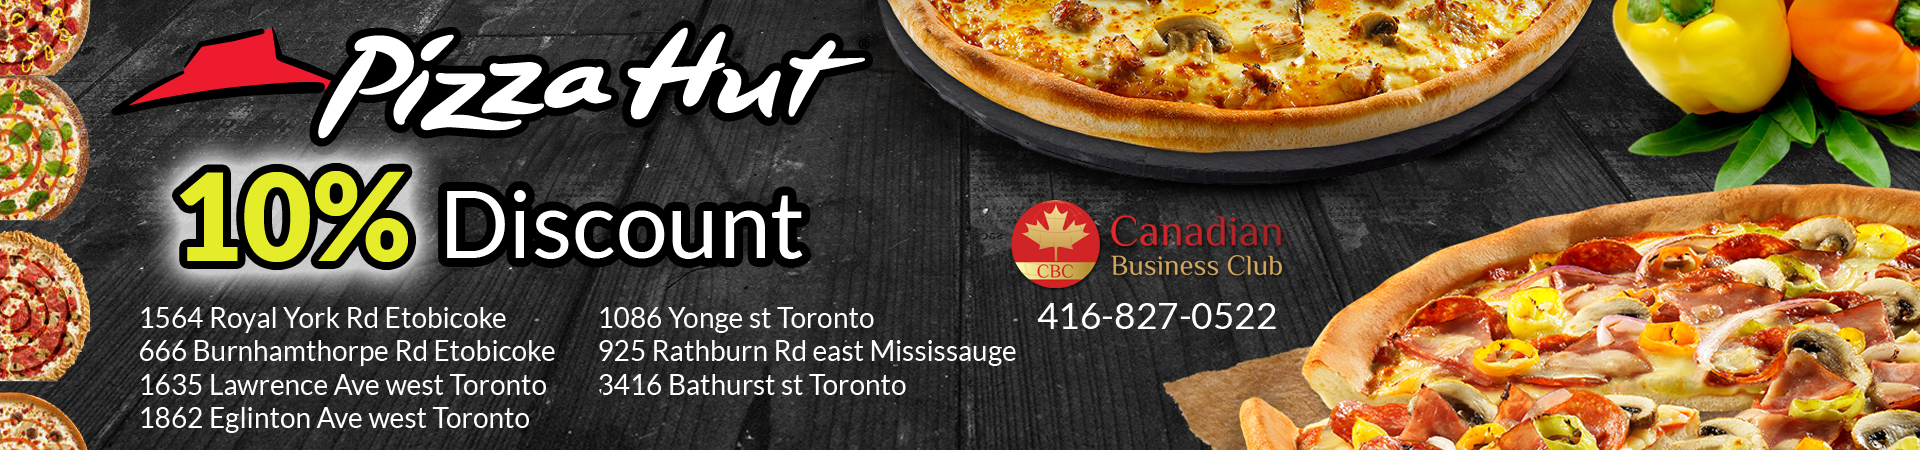 Pizza Hut
10% Discount
1564 Royal York Rd Etobicoke
666 Burnhamthorpe Rd Etobicoke
1635 Lawrence Ave west Toronto
1862 Eglinton Ave west Toronto
1086 Yonge st Toronto
925 Rathburn Rd east Mississauge
3416 Bathurst st Toronto
CBC
Canadian
Business Club
416-827-0522